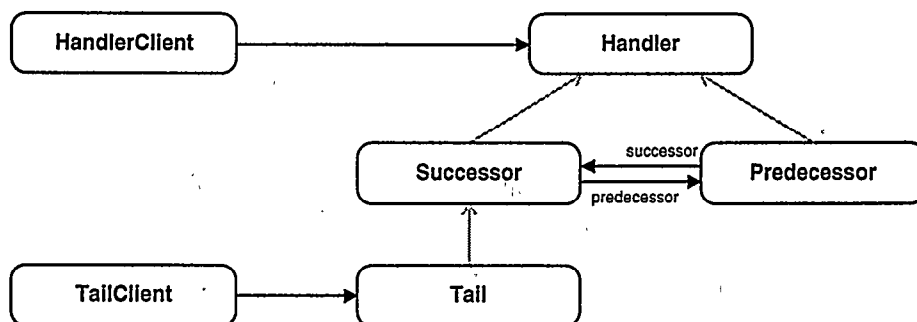 HandlerClient
Handler
successor
Successor
Predecessor
predecessor
TailClient
Tail